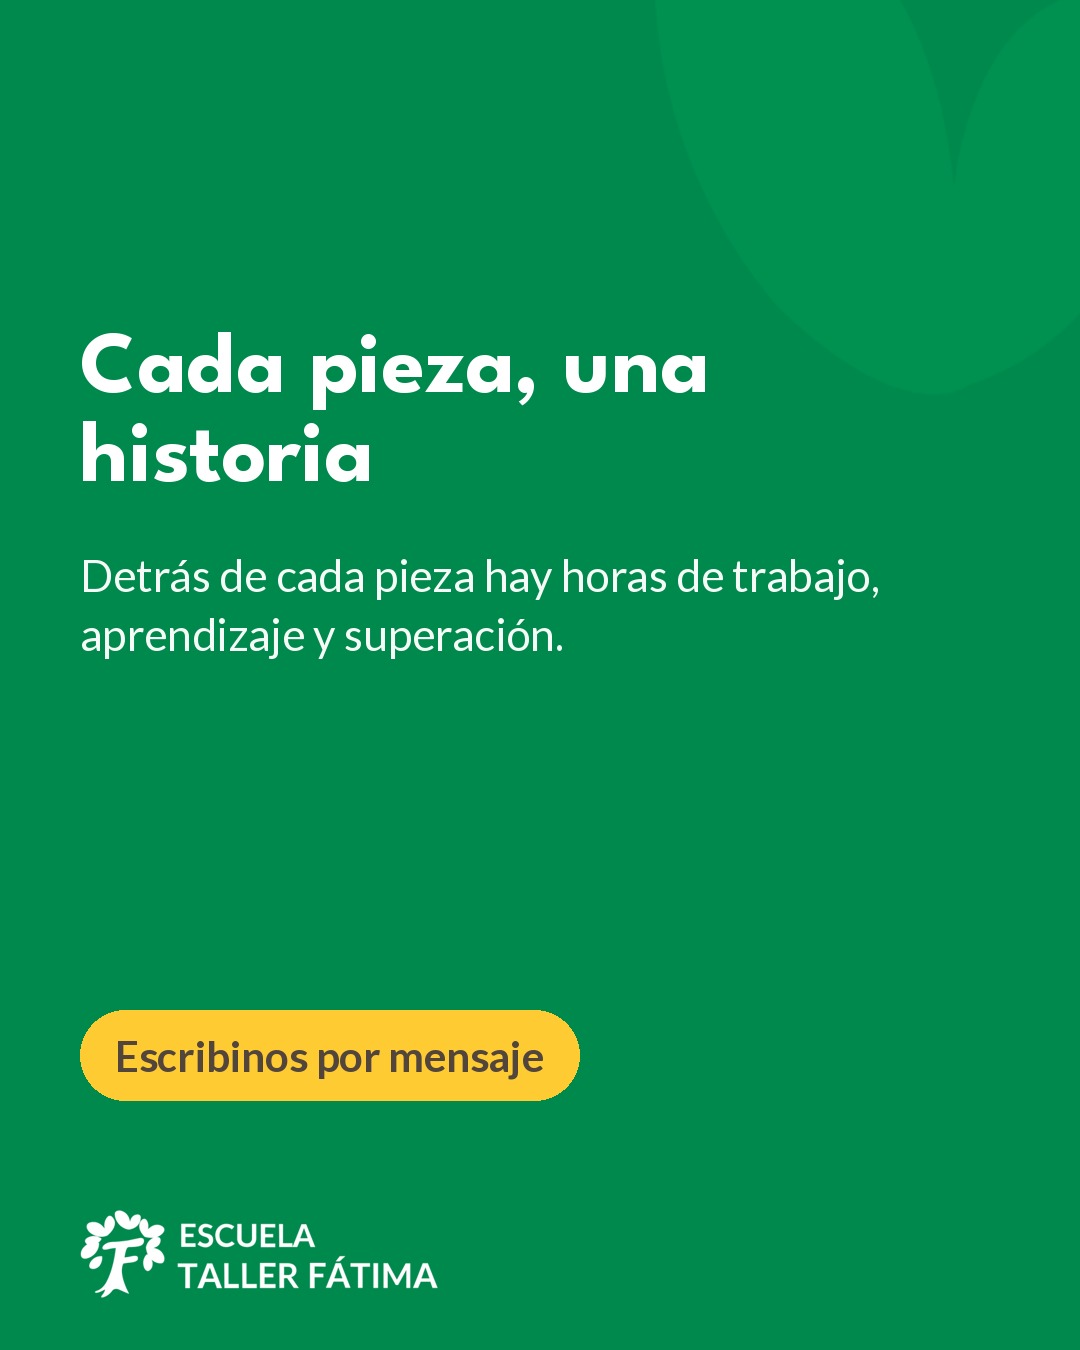 Cada pieza, una
historia
Detrás de cada pieza hay horas de trabajo,
aprendizaje y superación.
Escribinos por mensaje
ESCUELA
TALLER FÁTIMA